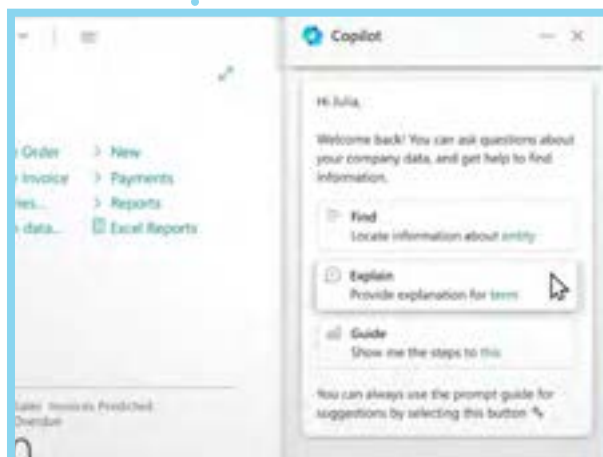 Copilot
Hi Julia,
Welcome back! You can ask questions about
your company data, and get help to find
information.
Find
Locate information about entity
Explain
Provide explanation for term
Guide
Show me the steps to this
You can always use the prompt guide for
suggestions by selecting this button
Order
> New
Invoice
> Payments
> Reports
data...
Excel Reports
Sales Invoices Predicted
Overdue